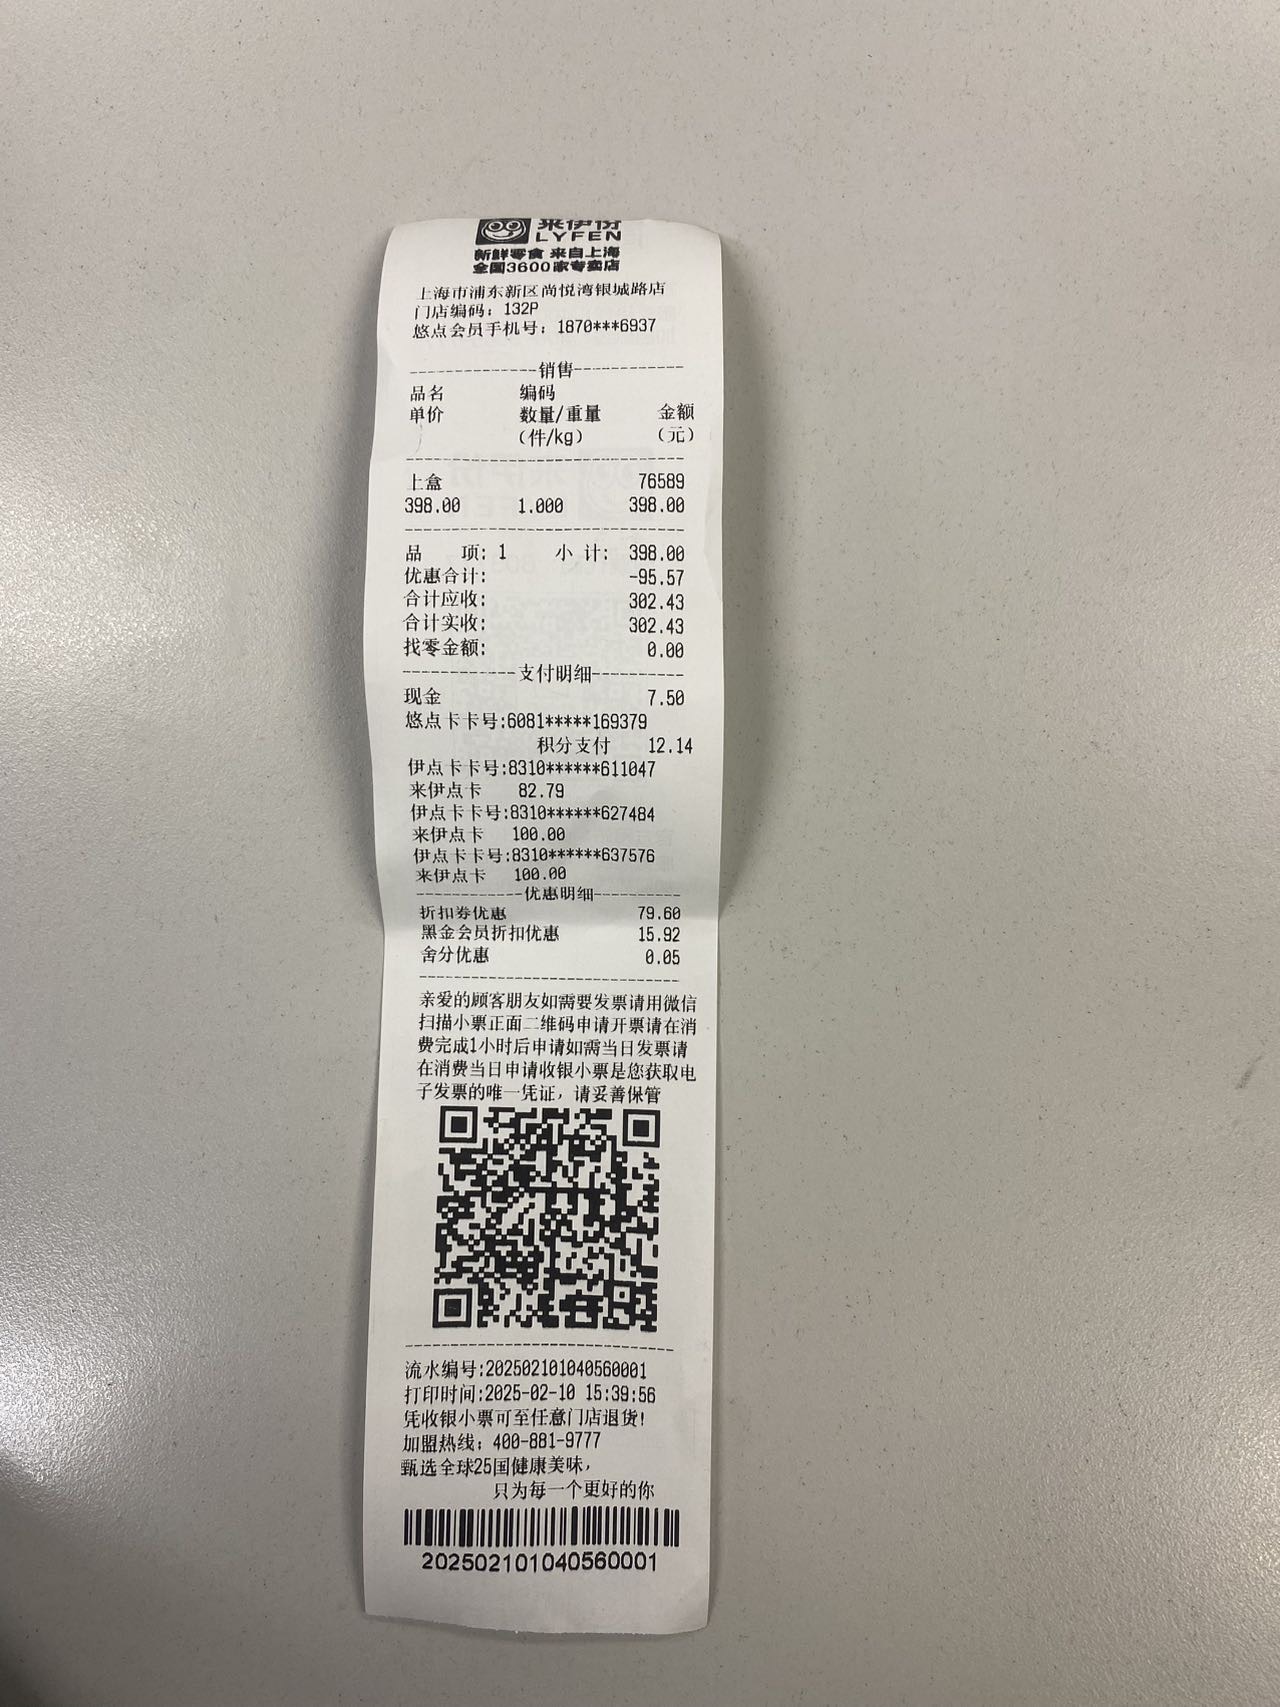 来伊份
LYFEN
新鲜零食 来自上海
全国3600家专卖店
上海市浦东新区尚悦湾银城路店
门店编码：132P
悠点会员手机号：1870***6937
--------------销售------------
品名 编码
单价 数量/重量 金额
(件/kg) (元)
------------------------------
上盒 76589
398.00 1.000 398.00
------------------------------
品 项: 1 小 计: 398.00
优惠合计: -95.57
合计应收: 302.43
合计实收: 302.43
找零金额: 0.00
------------支付明细----------
现金 7.50
悠点卡卡号:6081*****169379
积分支付 12.14
伊点卡卡号:8310******611047
来伊点卡 82.79
伊点卡卡号:8310******627484
来伊点卡 100.00
伊点卡卡号:8310******637576
来伊点卡 100.00
------------优惠明细----------
折扣券优惠 79.60
黑金会员折扣优惠 15.92
舍分优惠 0.05
------------------------------
亲爱的顾客朋友如需要发票请用微信
扫描小票正面二维码申请开票请在消
费完成1小时后申请如需当日发票请
在消费当日申请收银小票是您获取电
子发票的唯一凭证，请妥善保管
------------------------------
流水编号:202502101040560001
打印时间:2025-02-10 15:39:56
凭收银小票可至任意门店退货!
加盟热线：400-881-9777
甄选全球25国健康美味，
只为每一个更好的你
202502101040560001